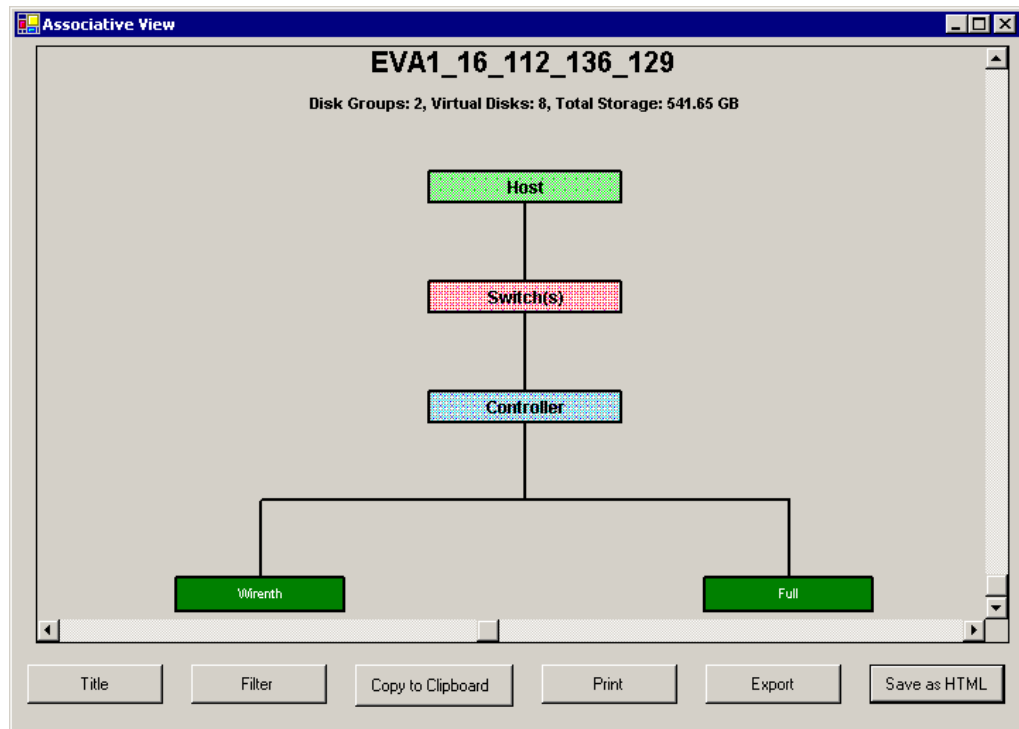 Associative View
EVA1_16_112_136_129
Disk Groups: 2, Virtual Disks: 8, Total Storage: 541.65 GB
Host
Switch(s)
Controller
Wirenth Full
Title Filter Copy to Clipboard Print Export Save as HTML